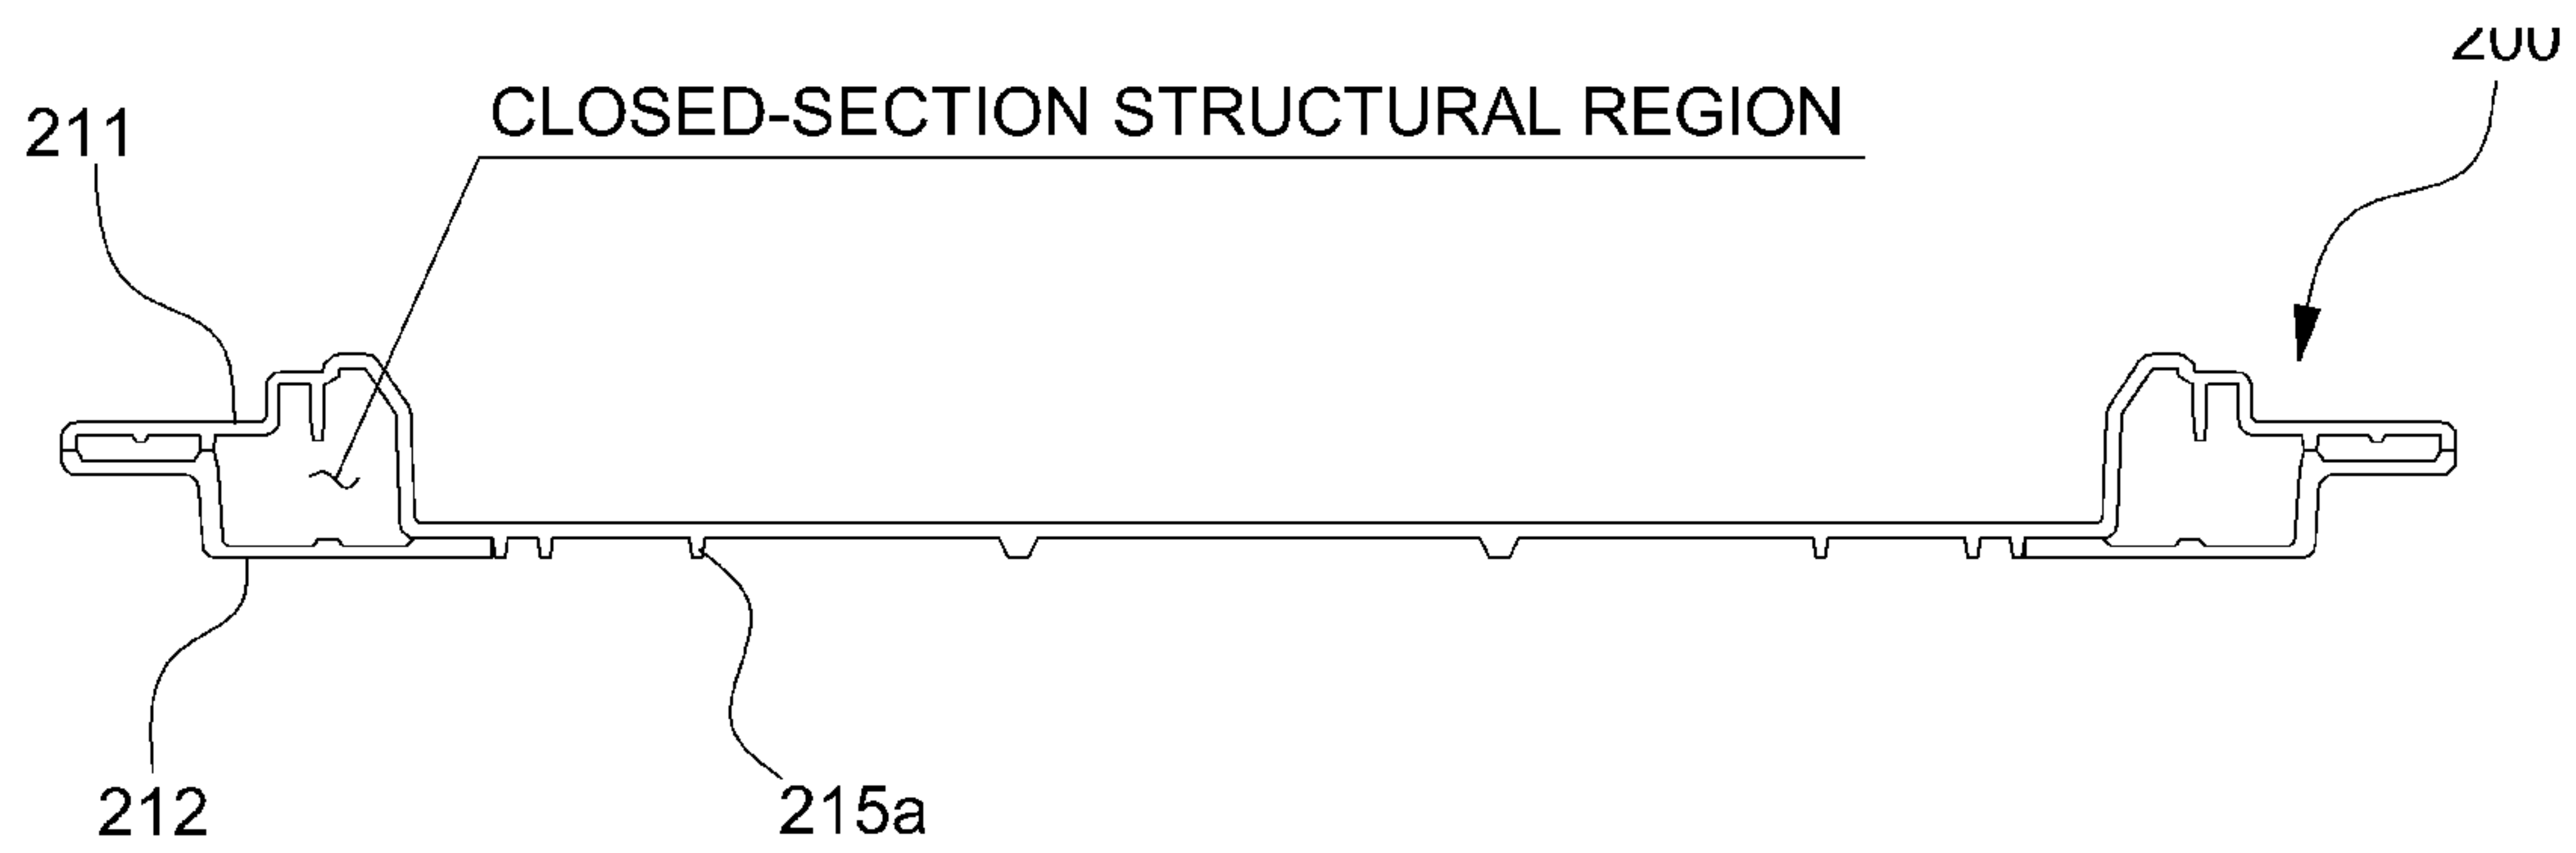 200
CLOSED-SECTION STRUCTURAL REGION
211
212
215a